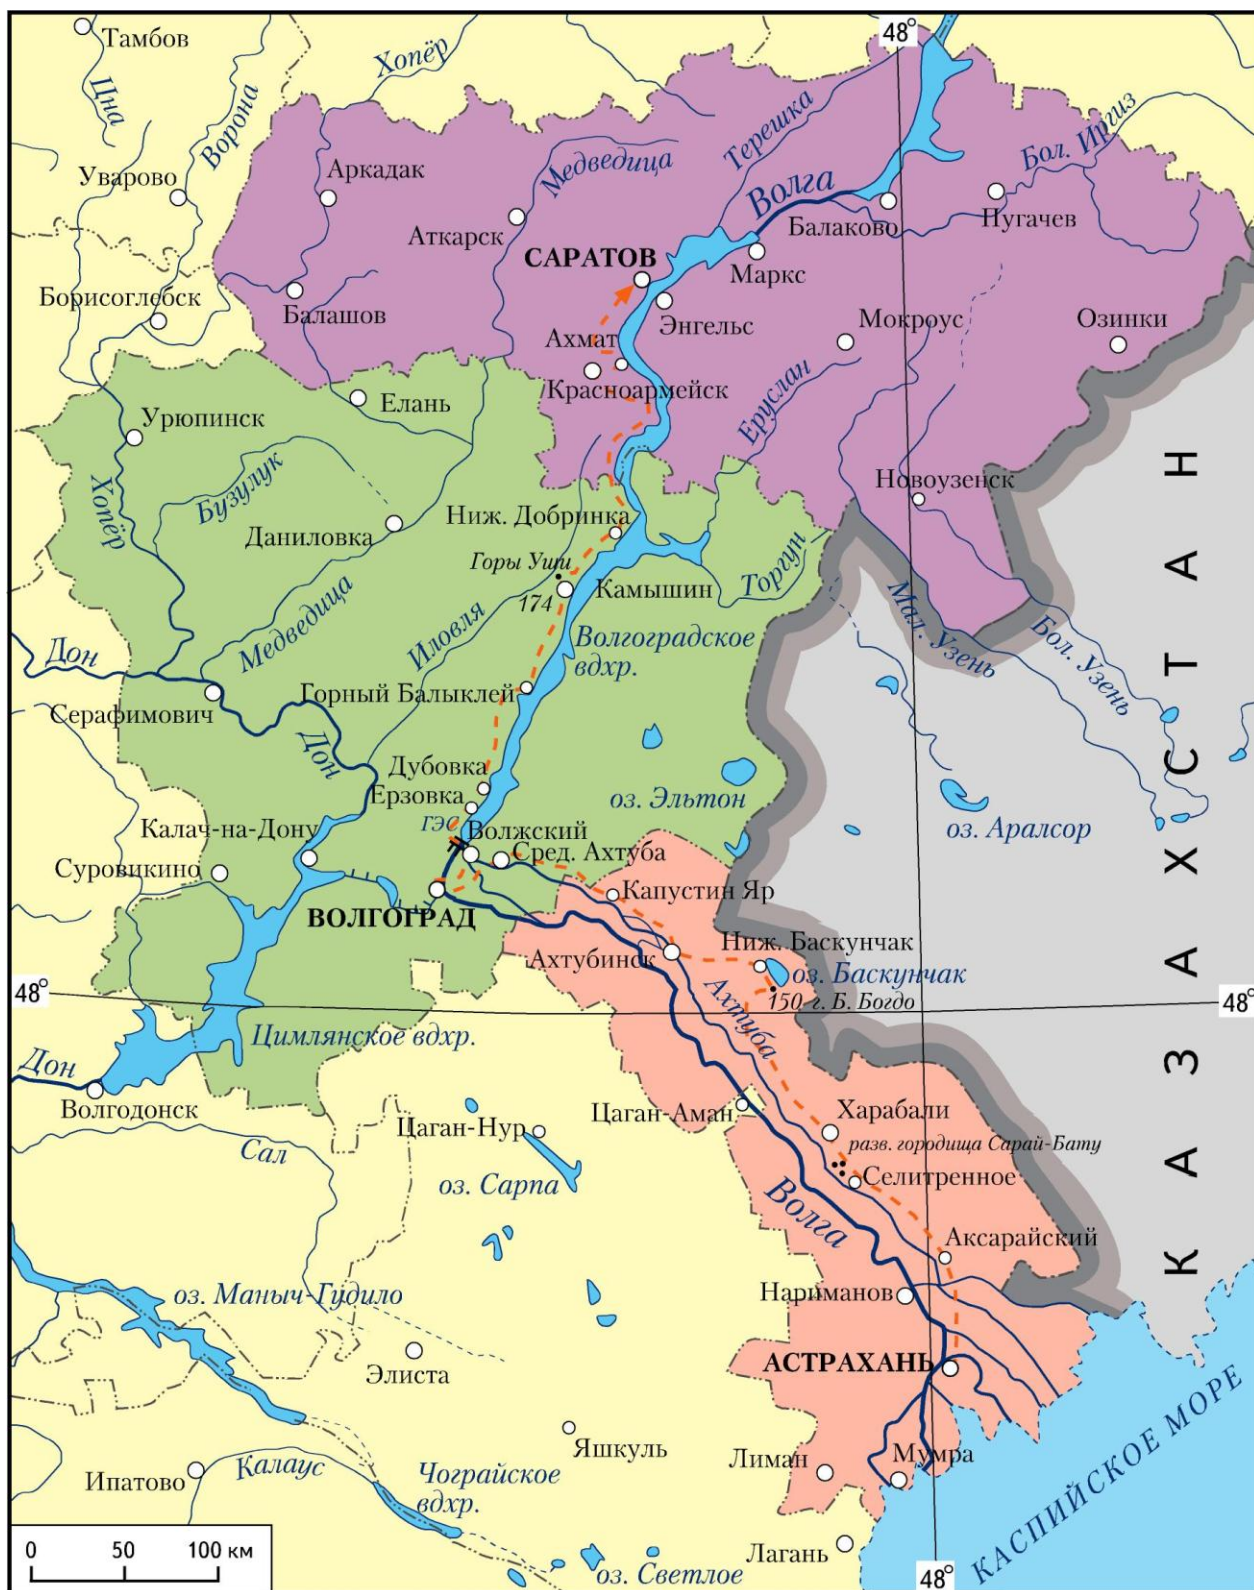 Тамбов
48°
Хопёр
Цна
Ворона
Терешка
Бол. Иргиз
Медведица
Уварово
Аркадак
Волга
Балаково
Пугачев
Аткарск
САРАТОВ
Маркс
Борисоглебск
Балашов
Энгельс
Мокроус
Озинки
Ахмат
Красноармейск
Еруслан
Урюпинск
Елань
Хопёр
Бузулук
Новоузенск
Даниловка
Ниж. Добринка
Горы Уши
174
Камышин
Торгун
Медведица
Иловля
Мал. Узень
Бол. Узень
Дон
Волгоградское
вдхр.
Горный Балыклей
Серафимович
Дон
КАЗАХСТАН
Дубовка
Ерзовка
оз. Эльтон
ГЭС
оз. Аралсор
Калач-на-Дону
Волжский
Сред. Ахтуба
Суровикино
Капустин Яр
ВОЛГОГРАД
Ниж. Баскунчак
Ахтубинск
оз. Баскунчак
48°
150 г. Б. Богдо
48°
Ахтуба
Цимлянское вдхр.
Дон
Волгодонск
Цаган-Аман
Харабали
Цаган-Нур
разв. городища Сарай-Бату
Сал
оз. Сарпа
Селитренное
Волга
Аксарайский
оз. Маныч-Гудило
Нариманов
Элиста
АСТРАХАНЬ
КАСПИЙСКОЕ МОРЕ
Яшкуль
Лиман
Мумра
Ипатово
Калаус
Чограйское
вдхр.
0 50 100 км
Лагань
оз. Светлое
48°